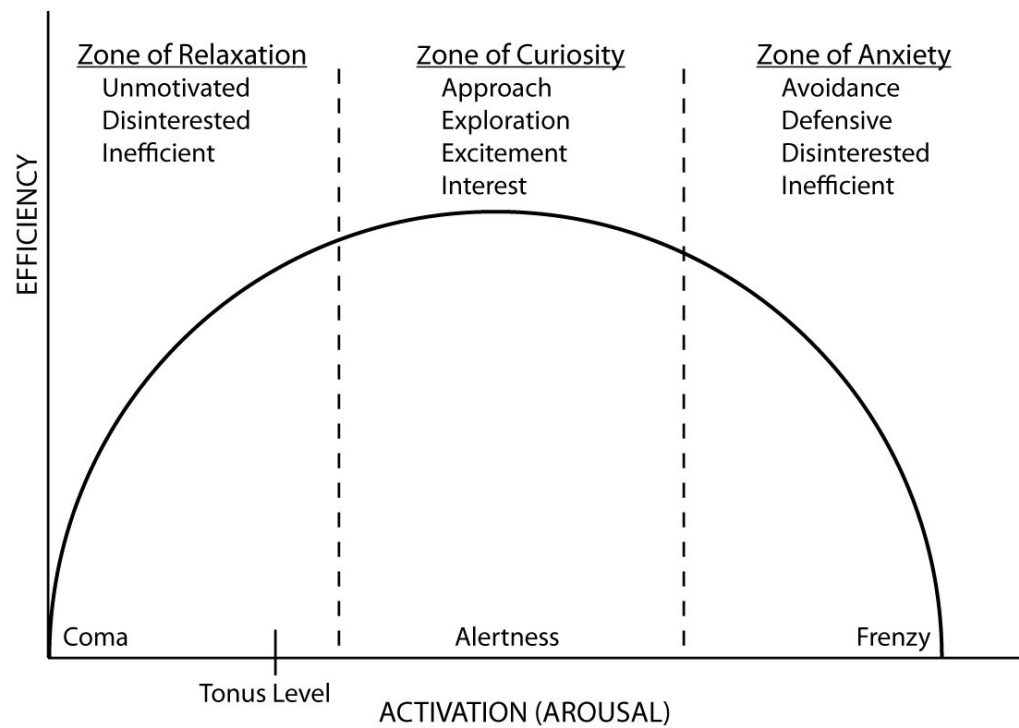 Zone of Relaxation
Unmotivated
Disinterested
Inefficient
Zone of Curiosity
Approach
Exploration
Excitement
Interest
Zone of Anxiety
Avoidance
Defensive
Disinterested
Inefficient
EFFICIENCY
Coma
Alertness
Frenzy
Tonus Level
ACTIVATION (AROUSAL)